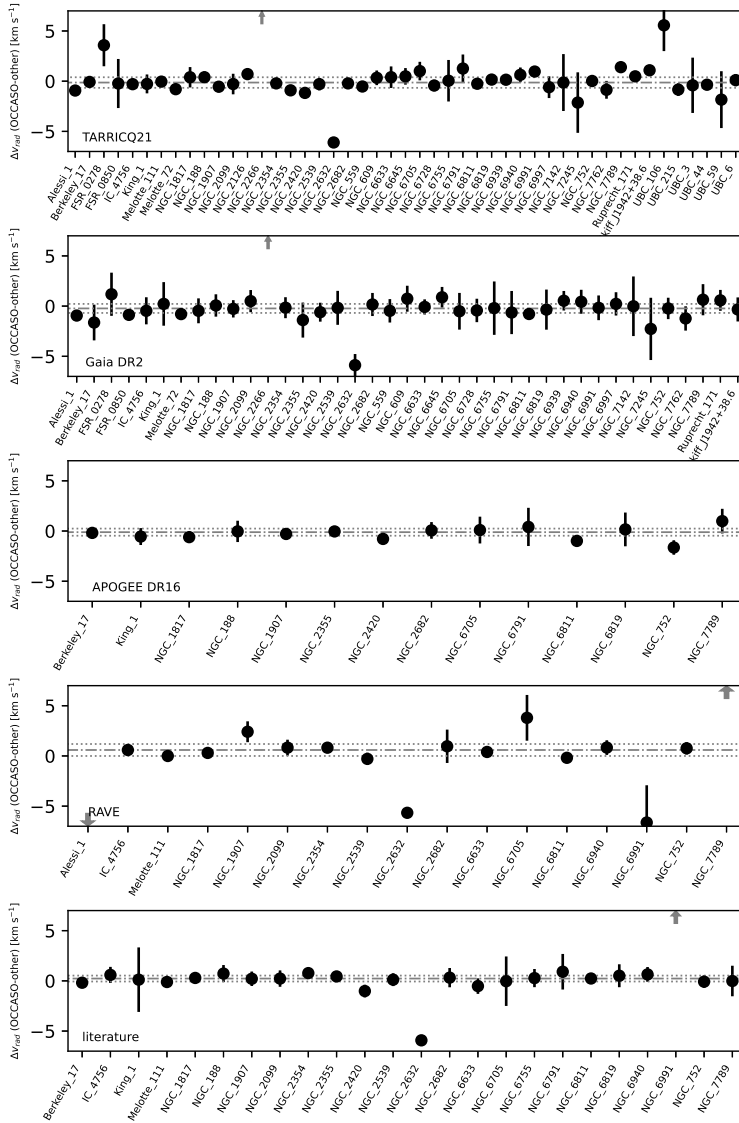 Δv_rad (OCCASO-other) [km s⁻¹]
5
0
−5
TARRICQ21
Alessi_1
Berkeley_17
FSR_0278
FSR_0850
IC_4756
King_1
Melotte_111
Melotte_72
NGC_1817
NGC_188
NGC_1907
NGC_2099
NGC_2126
NGC_2266
NGC_2354
NGC_2355
NGC_2420
NGC_2539
NGC_2632
NGC_2682
NGC_559
NGC_609
NGC_6633
NGC_6645
NGC_6705
NGC_6728
NGC_6755
NGC_6791
NGC_6811
NGC_6819
NGC_6939
NGC_6940
NGC_6991
NGC_6997
NGC_7142
NGC_7245
NGC_752
NGC_7762
NGC_7789
Ruprecht_171
kiff_J1942+38.6
UBC_106
UBC_215
UBC_3
UBC_44
UBC_59
UBC_6
Δv_rad (OCCASO-other) [km s⁻¹]
5
0
−5
Gaia DR2
Alessi_1
Berkeley_17
FSR_0278
FSR_0850
IC_4756
King_1
Melotte_72
NGC_1817
NGC_188
NGC_1907
NGC_2099
NGC_2266
NGC_2354
NGC_2355
NGC_2420
NGC_2539
NGC_2632
NGC_2682
NGC_559
NGC_609
NGC_6633
NGC_6645
NGC_6705
NGC_6728
NGC_6755
NGC_6791
NGC_6811
NGC_6819
NGC_6939
NGC_6940
NGC_6991
NGC_6997
NGC_7142
NGC_7245
NGC_752
NGC_7762
NGC_7789
Ruprecht_171
kiff_J1942+38.6
Δv_rad (OCCASO-other) [km s⁻¹]
5
0
−5
APOGEE DR16
Berkeley_17
King_1
NGC_1817
NGC_188
NGC_1907
NGC_2355
NGC_2420
NGC_2682
NGC_6705
NGC_6791
NGC_6811
NGC_6819
NGC_752
NGC_7789
Δv_rad (OCCASO-other) [km s⁻¹]
5
0
−5
RAVE
Alessi_1
IC_4756
Melotte_111
NGC_1817
NGC_1907
NGC_2099
NGC_2354
NGC_2539
NGC_2632
NGC_2682
NGC_6633
NGC_6705
NGC_6811
NGC_6940
NGC_6991
NGC_752
NGC_7789
Δv_rad (OCCASO-other) [km s⁻¹]
5
0
−5
literature
Berkeley_17
IC_4756
King_1
Melotte_111
NGC_1817
NGC_188
NGC_1907
NGC_2099
NGC_2354
NGC_2355
NGC_2420
NGC_2539
NGC_2632
NGC_2682
NGC_6633
NGC_6705
NGC_6755
NGC_6791
NGC_6811
NGC_6819
NGC_6940
NGC_6991
NGC_752
NGC_7789